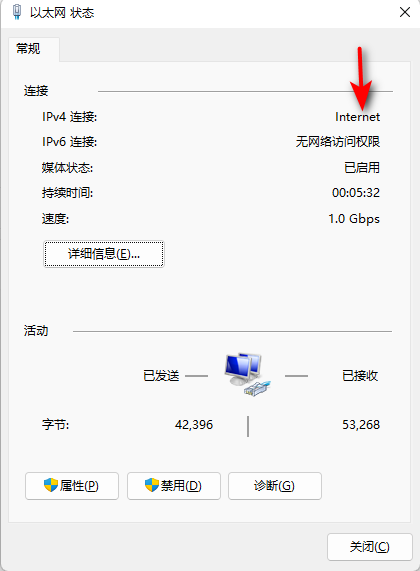 以太网 状态
常规
连接
IPv4 连接: Internet
IPv6 连接: 无网络访问权限
媒体状态: 已启用
持续时间: 00:05:32
速度: 1.0 Gbps
详细信息(E)...
活动
已发送 已接收
字节: 42,396 53,268
属性(P) 禁用(D) 诊断(G)
关闭(C)